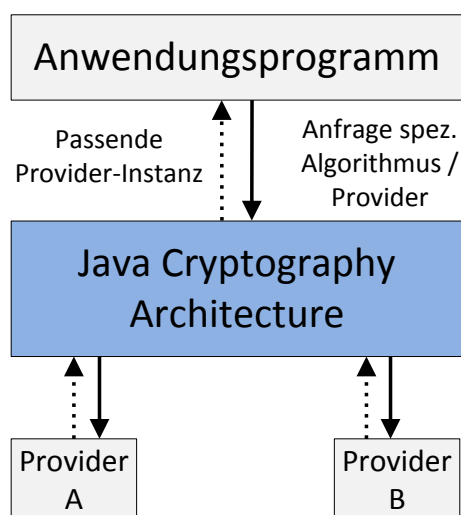 Anwendungsprogramm
Passende
Provider-Instanz
Anfrage spez.
Algorithmus /
Provider
Java Cryptography
Architecture
Provider
A
Provider
B